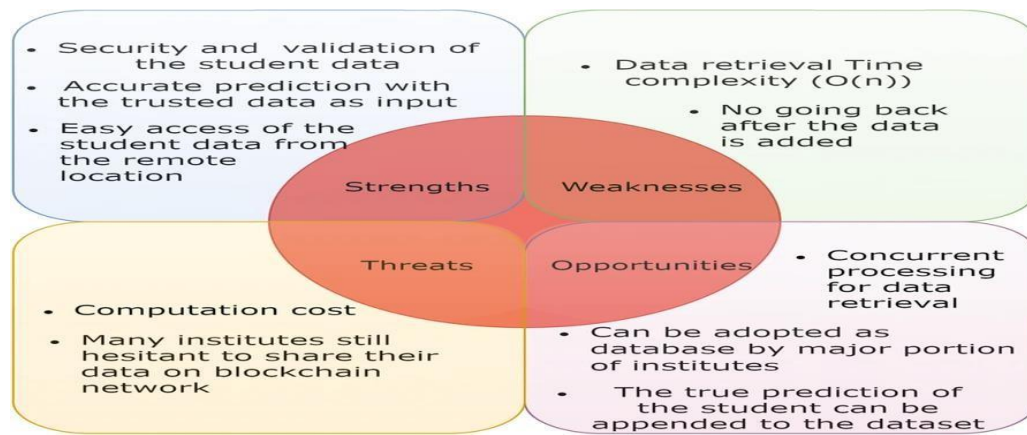 • Security and validation of
the student data
• Accurate prediction with
the trusted data as input
• Easy access of the
student data from
the remote
location
Strengths
• Data retrieval Time
complexity (O(n))
• No going back
after the data
is added
Weaknesses
Threats
• Computation cost
• Many institutes still
hesitant to share their
data on blockchain
network
Opportunities
• Concurrent
processing
for data
retrieval
• Can be adopted as
database by major portion
of institutes
• The true prediction of
the student can be
appended to the dataset